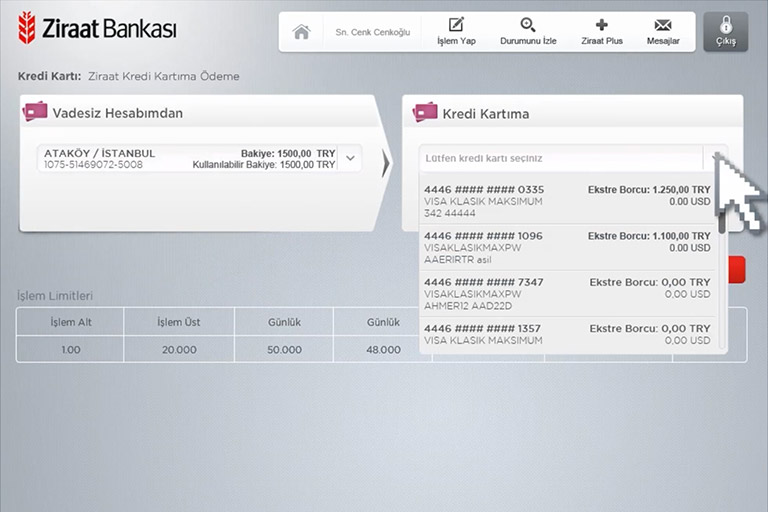 Ziraat Bankası
Sn. Cenk Cenkoğlu
İşlem Yap
Durumunu İzle
Ziraat Plus
Mesajlar
Çıkış
Kredi Kartı: Ziraat Kredi Kartıma Ödeme
Vadesiz Hesabımdan
ATAKÖY / İSTANBUL Bakiye: 1500,00 TRY
1075-51469072-5008 Kullanılabilir Bakiye: 1500,00 TRY
Kredi Kartıma
Lütfen kredi kartı seçiniz
4446 #### #### 0335 Ekstre Borcu: 1.250,00 TRY
VISA KLASIK MAKSIMUM 0.00 USD
342 44444
4446 #### #### 1096 Ekstre Borcu: 1.100,00 TRY
VISAKLASIKMAXPW 0.00 USD
AAERIRTR asil
4446 #### #### 7347 Ekstre Borcu: 0,00 TRY
VISAKLASIKMAXPW 0,00 USD
AHMER12 AAD22D
4446 #### #### 1357 Ekstre Borcu: 0,00 TRY
VISA KLASIK MAKSIMUM 0,00 USD
İşlem Limitleri
İşlem Alt İşlem Üst Günlük Günlük
1.00 20.000 50.000 48.000